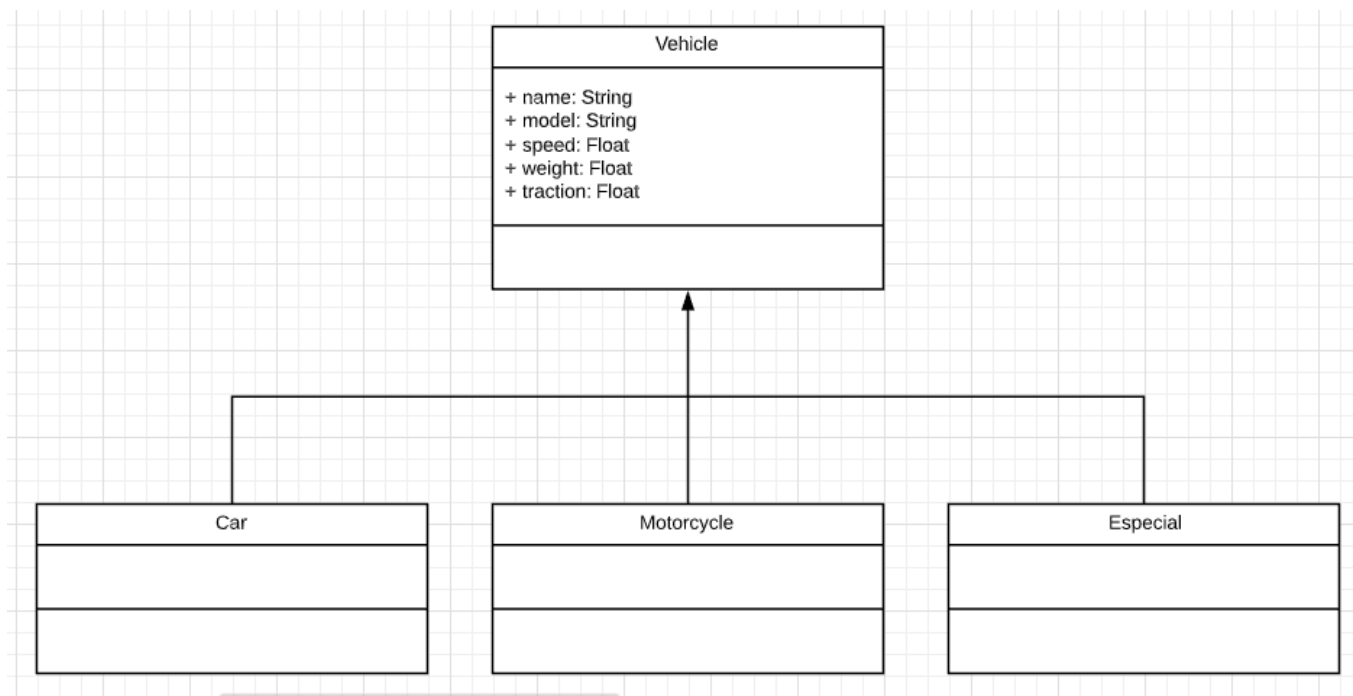 Vehicle
+ name: String
+ model: String
+ speed: Float
+ weight: Float
+ traction: Float
Car
Motorcycle
Especial